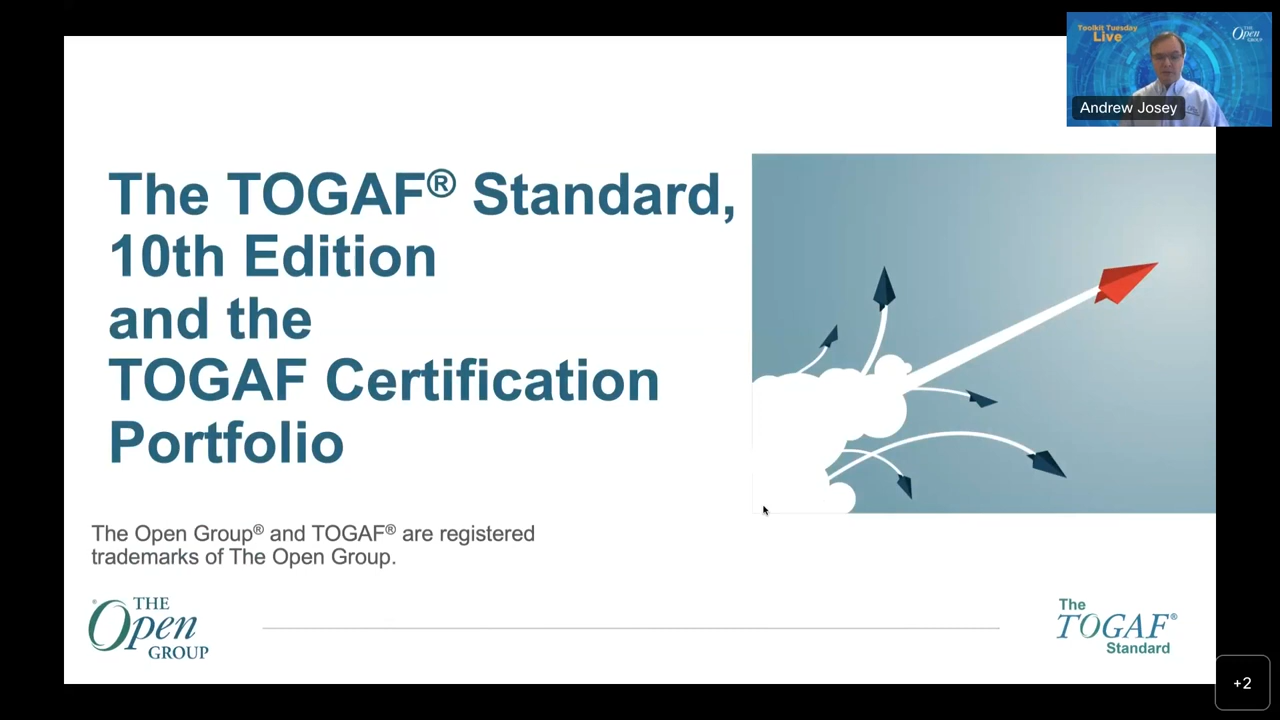 Toolkit Tuesday
Live
THE
Open
GROUP
Andrew Josey
The TOGAF® Standard,
10th Edition
and the
TOGAF Certification
Portfolio
The Open Group® and TOGAF® are registered
trademarks of The Open Group.
THE
Open
GROUP
The
TOGAF®
Standard
+2